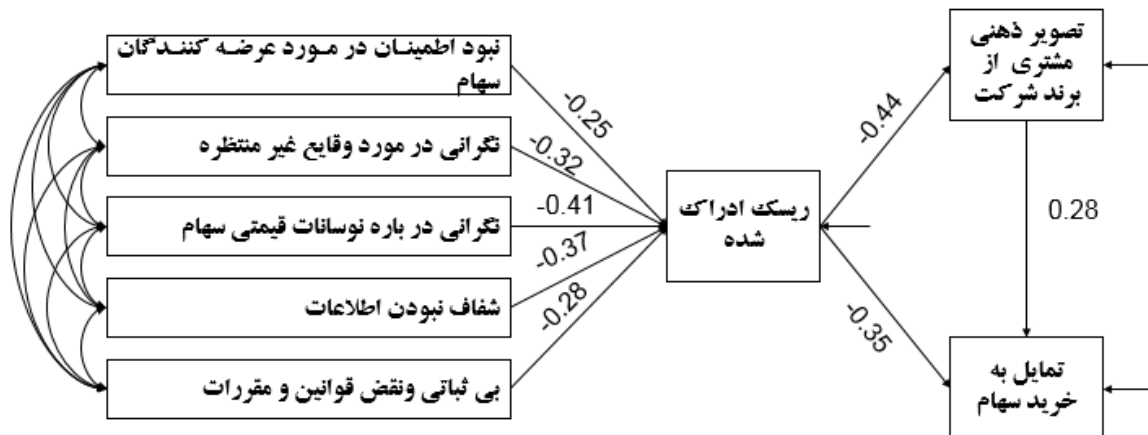 نبود اطمینان در مورد عرضه کنندگان
سهام
نگرانی در مورد وقایع غیر منتظره
نگرانی در باره نوسانات قیمتی سهام
شفاف نبودن اطلاعات
بی ثباتی ونقض قوانین و مقررات
-0.25
-0.32
-0.41
-0.37
-0.28
ریسک ادراک
شده
-0.44
-0.35
تصویر ذهنی
مشتری از
برند شرکت
0.28
تمایل به
خرید سهام